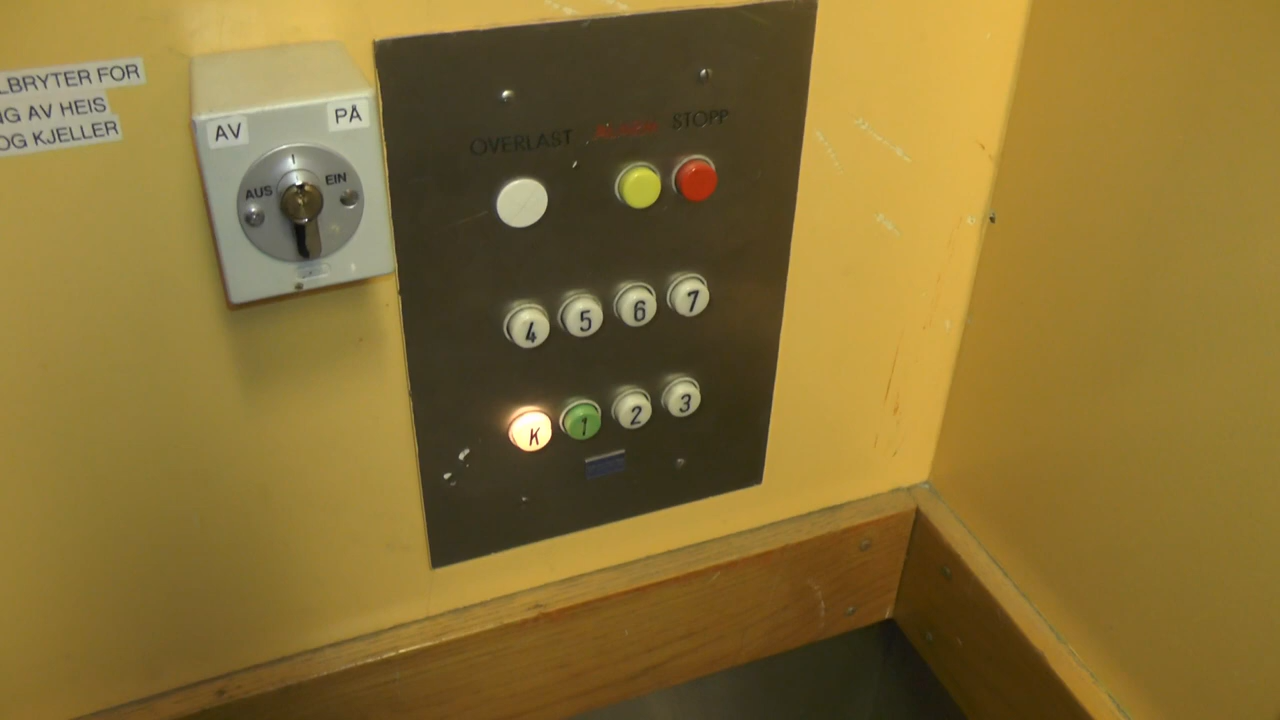 LBRYTER FOR
NG AV HEIS
OG KJELLER
AV PÅ
I
AUS EIN
OVERLAST ALARM STOPP
4 5 6 7
K 1 2 3